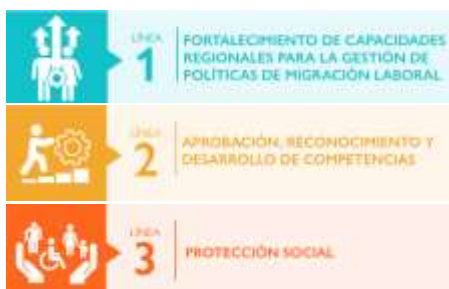 LÍNEA
1
FORTALECIMIENTO DE CAPACIDADES
REGIONALES PARA LA GESTIÓN DE
POLÍTICAS DE MIGRACIÓN LABORAL
LÍNEA
2
APROBACIÓN, RECONOCIMIENTO Y
DESARROLLO DE COMPETENCIAS
LÍNEA
3
PROTECCIÓN SOCIAL